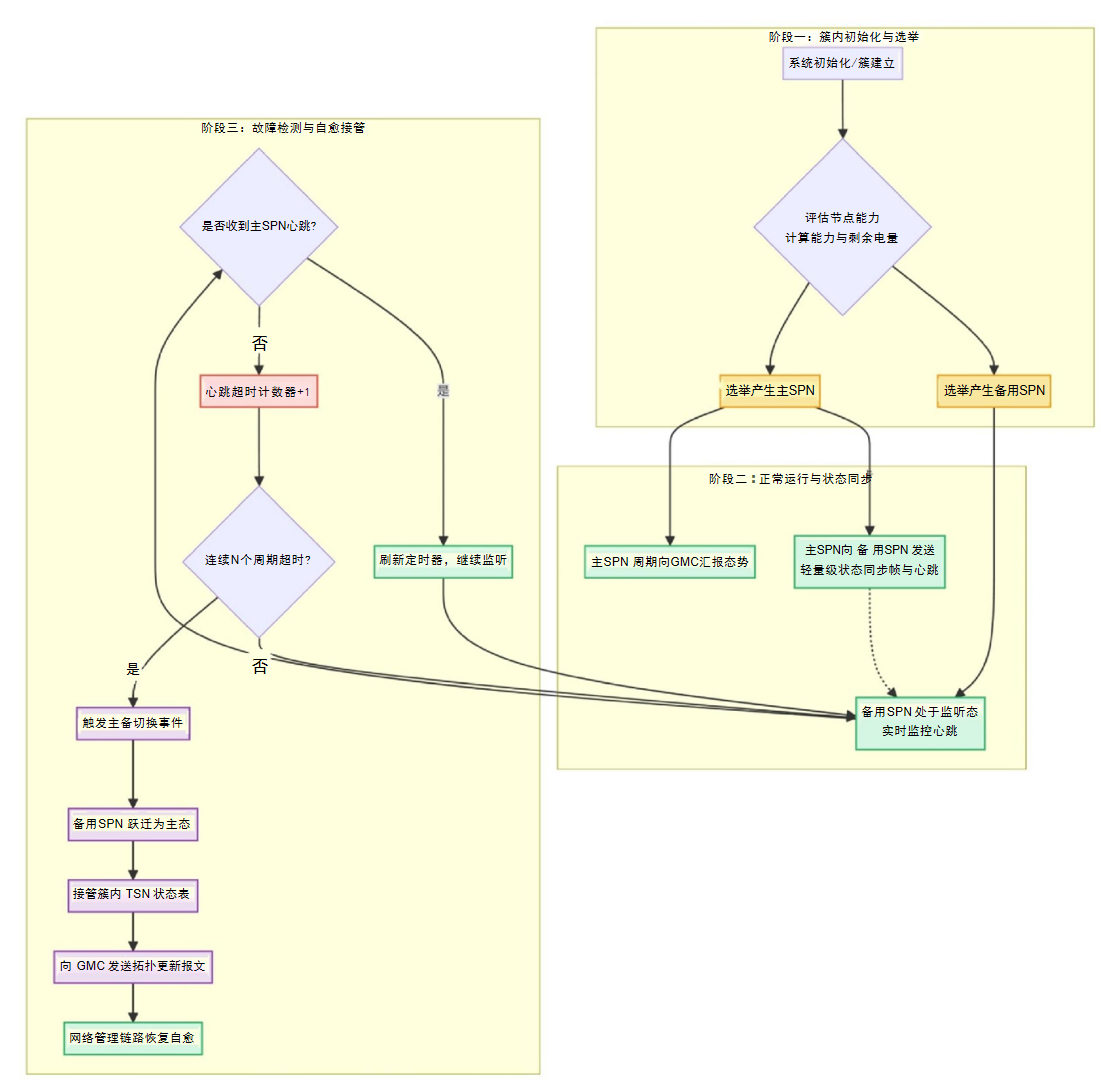 阶段一：簇内初始化与选举
系统初始化/簇建立
评估节点能力
计算能力与剩余电量
选举产生主SPN
选举产生备用SPN
阶段二：正常运行与状态同步
主SPN 周期向GMC汇报态势
主SPN向 备 用SPN 发送
轻量级状态同步帧与心跳
备用SPN 处于监听态
实时监控心跳
阶段三：故障检测与自愈接管
是否收到主SPN心跳?
否
是
心跳超时计数器+1
连续N个周期超时?
刷新定时器，继续监听
是
否
触发主备切换事件
备用SPN 跃迁为主态
接管簇内 TSN 状态表
向 GMC 发送拓扑更新报文
网络管理链路恢复自愈